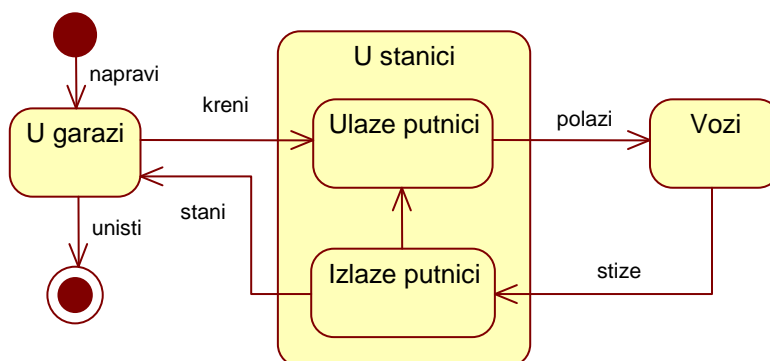 U stanici
napravi
kreni
U garazi
Ulaze putnici
polazi
Vozi
stani
unisti
Izlaze putnici
stize